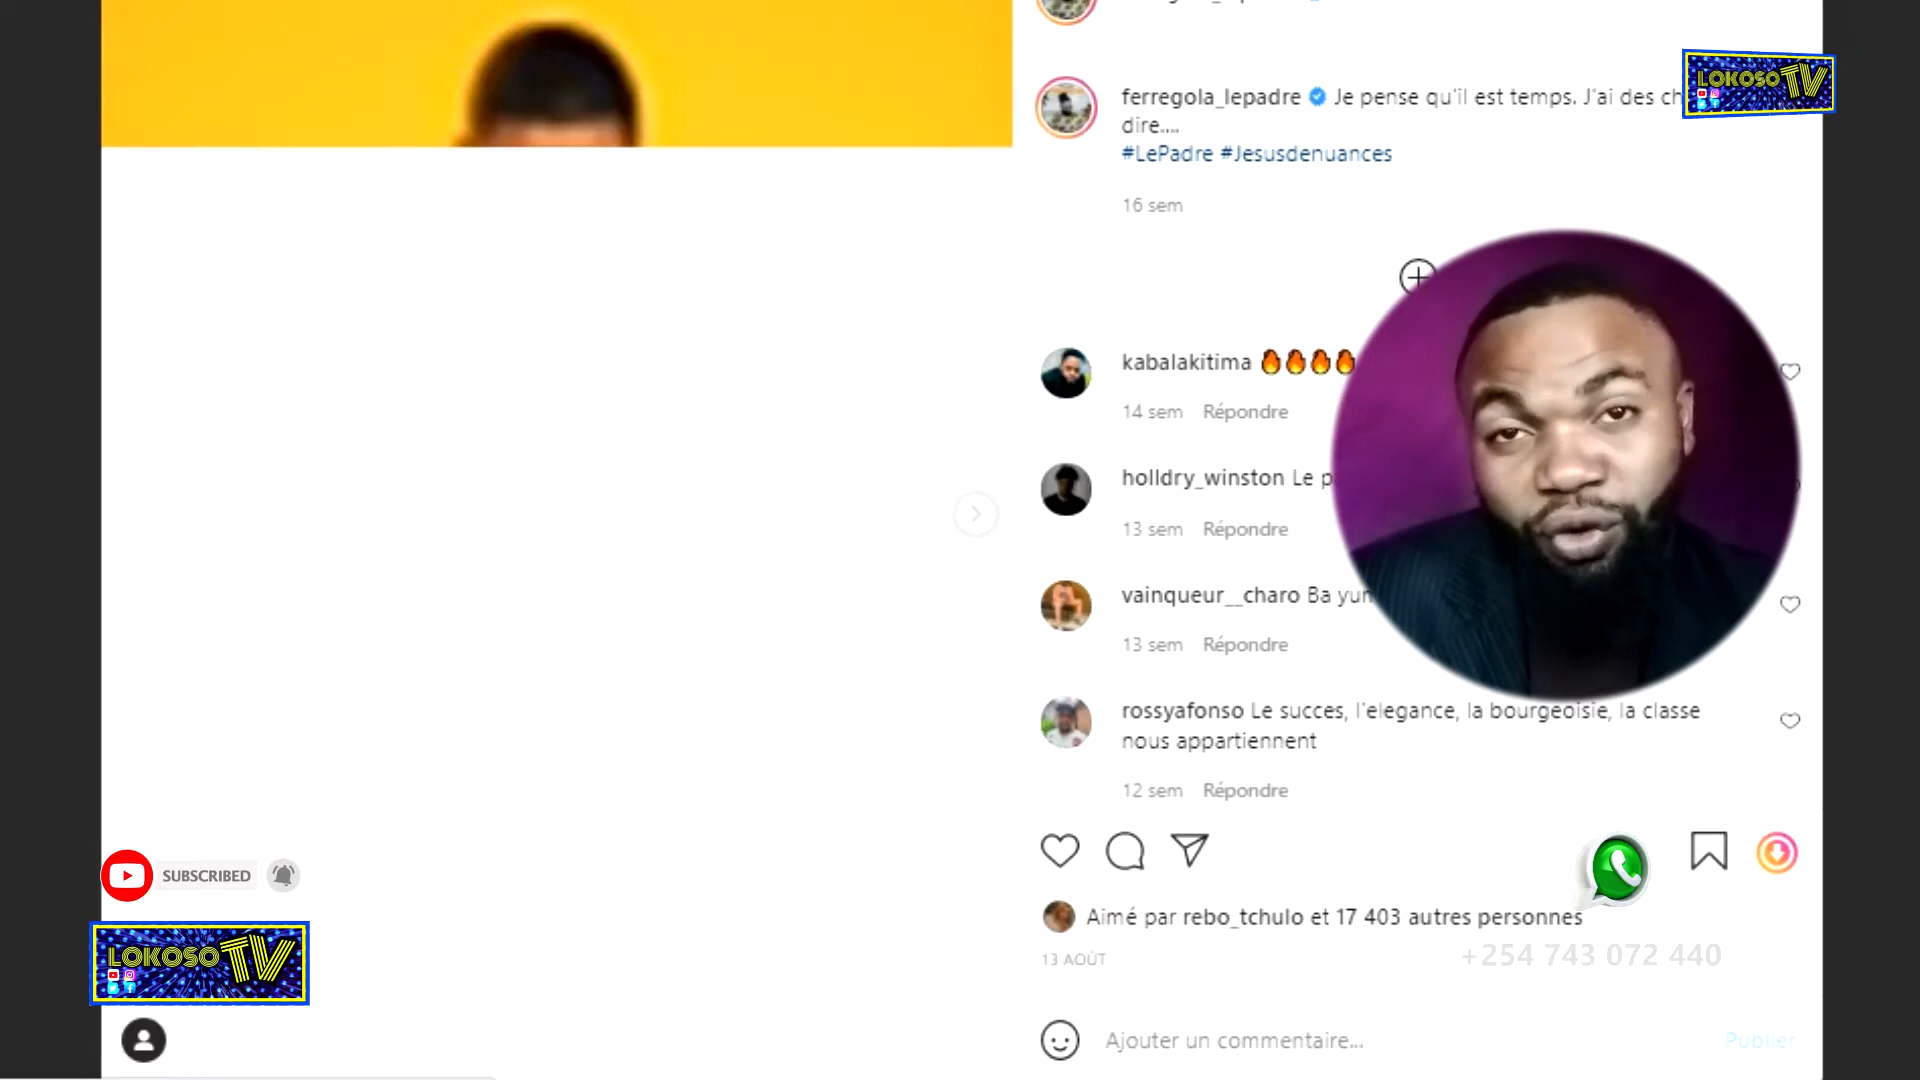 ferregola_lepadre Je pense qu'il est temps. J'ai des
dire....
#LePadre #Jesusdenuances
16 sem
LOKOSO TV
kabalakitima 🔥🔥🔥🔥
14 sem Répondre
holldry_winston Le
13 sem Répondre
vainqueur__charo Ba
13 sem Répondre
rossyafonso Le succes, l'elegance, la bourgeoisie, la classe
nous appartiennent
12 sem Répondre
SUBSCRIBED
Aimé par rebo_tchulo et 17 403 autres personnes
13 AOÛT
+254 743 072 440
LOKOSO TV
Ajouter un commentaire...
Publier